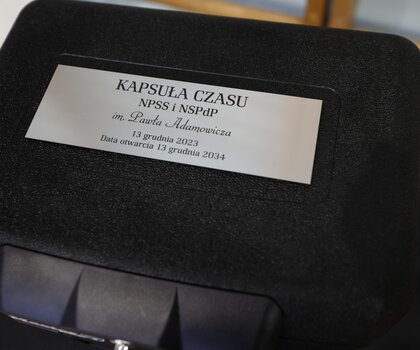 KAPSUŁA CZASU
NPSS i NSPdP
im. Pawła Adamowicza
13 grudnia 2023
Data otwarcia 13 grudnia 2034